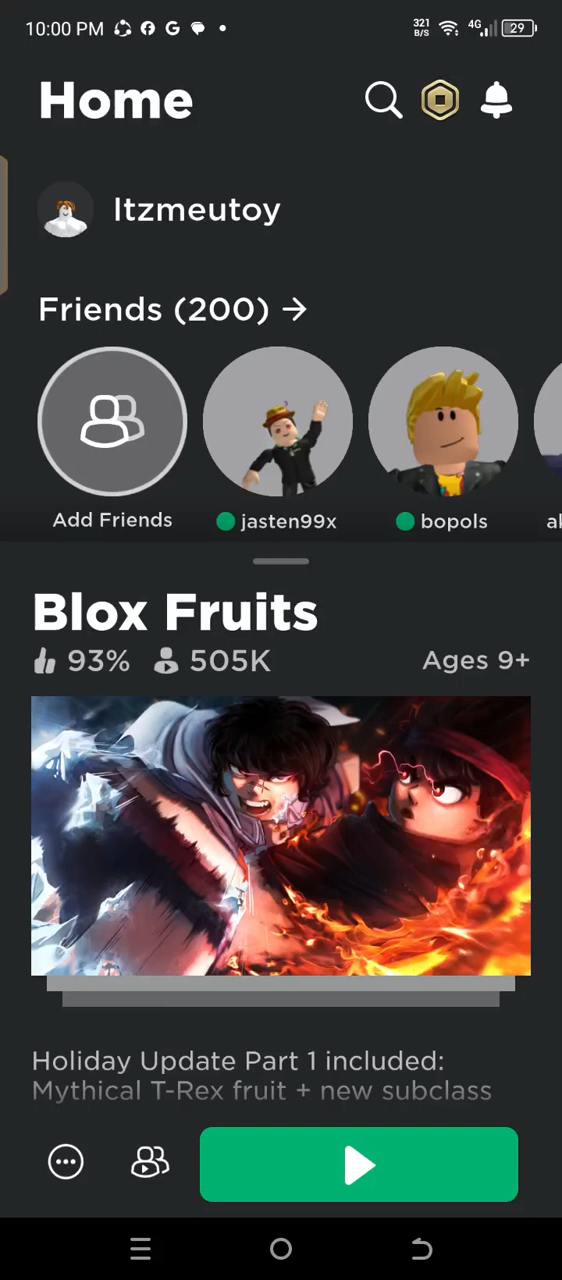 10:00 PM
321 B/S
4G
29
Home
Itzmeutoy
Friends (200) →
Add Friends
jasten99x
bopols
Blox Fruits
93%
505K
Ages 9+
Holiday Update Part 1 included:
Mythical T-Rex fruit + new subclass